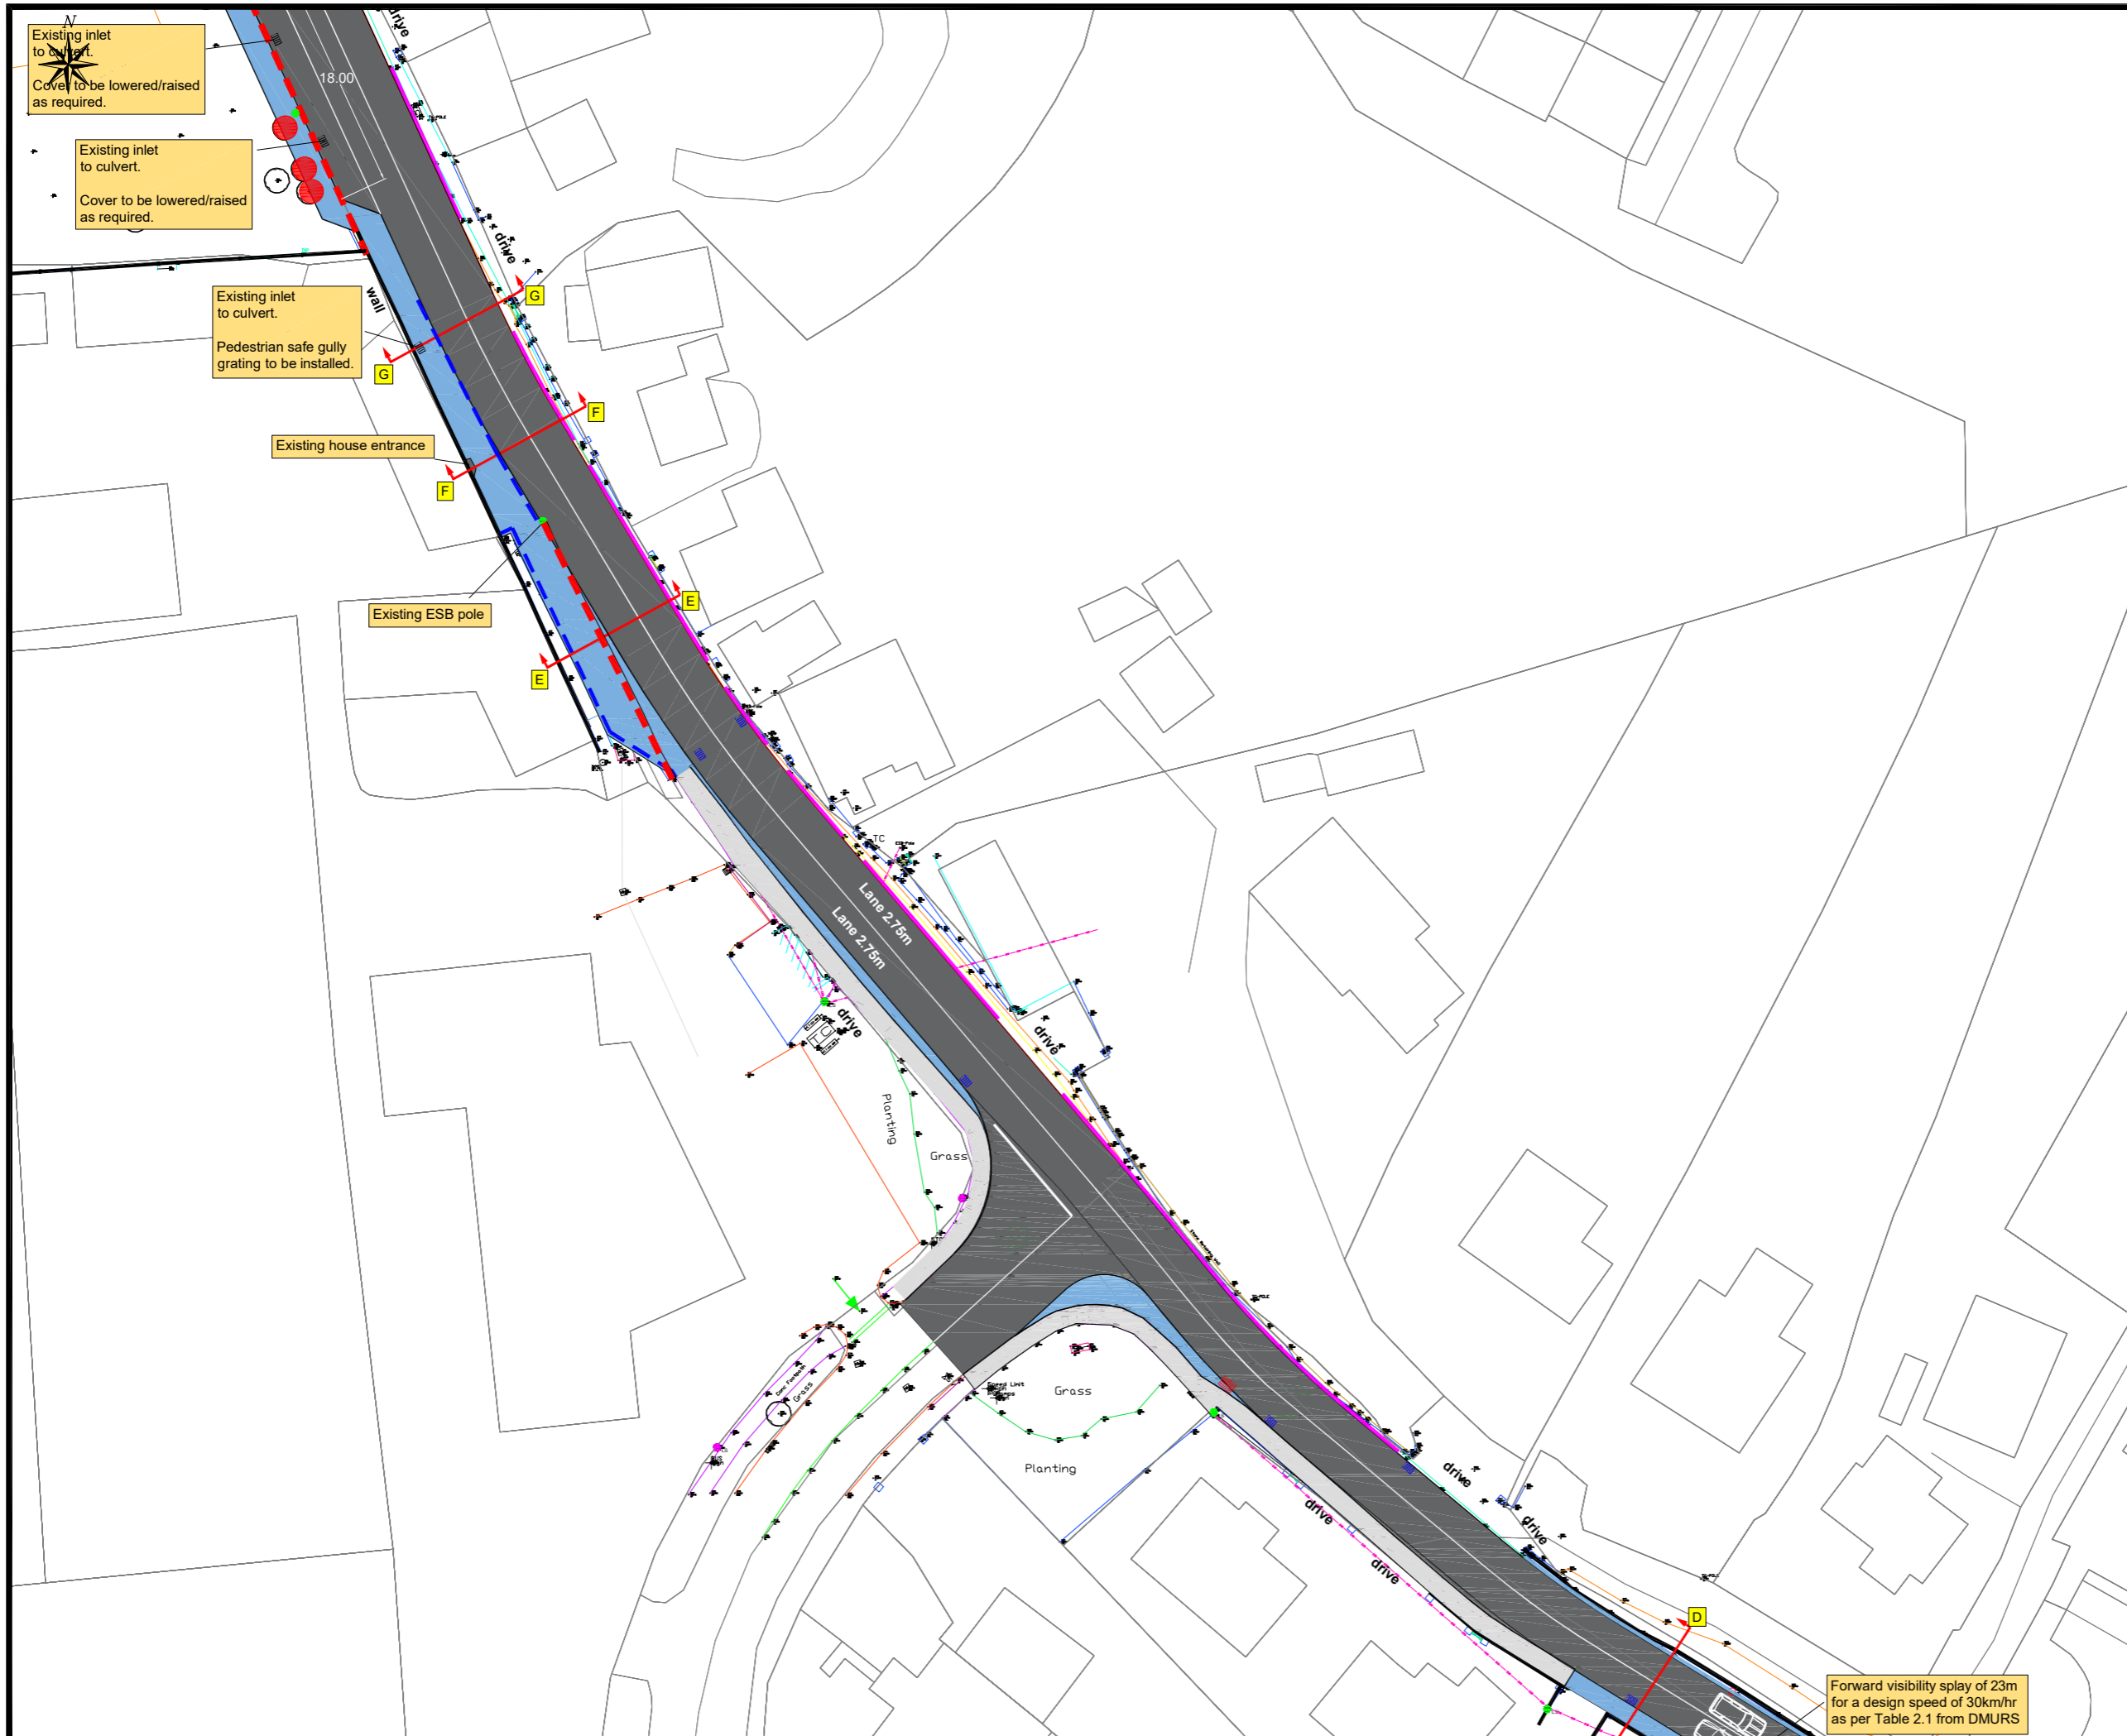 N
Existing inlet
to culvert.
Cover to be lowered/raised
as required.
drive
18.00
Existing inlet
to culvert.
Cover to be lowered/raised
as required.
drive
wall
Existing inlet
to culvert.
Pedestrian safe gully
grating to be installed.
G
G
F
Existing house entrance
F
Existing ESB pole
E
E
TC
Lane 2.75m
Lane 2.75m
drive
drive
Planting
Grass
Grass
Grass
Planting
drive
drive
drive
drive
D
Forward visibility splay of 23m
for a design speed of 30km/hr
as per Table 2.1 from DMURS